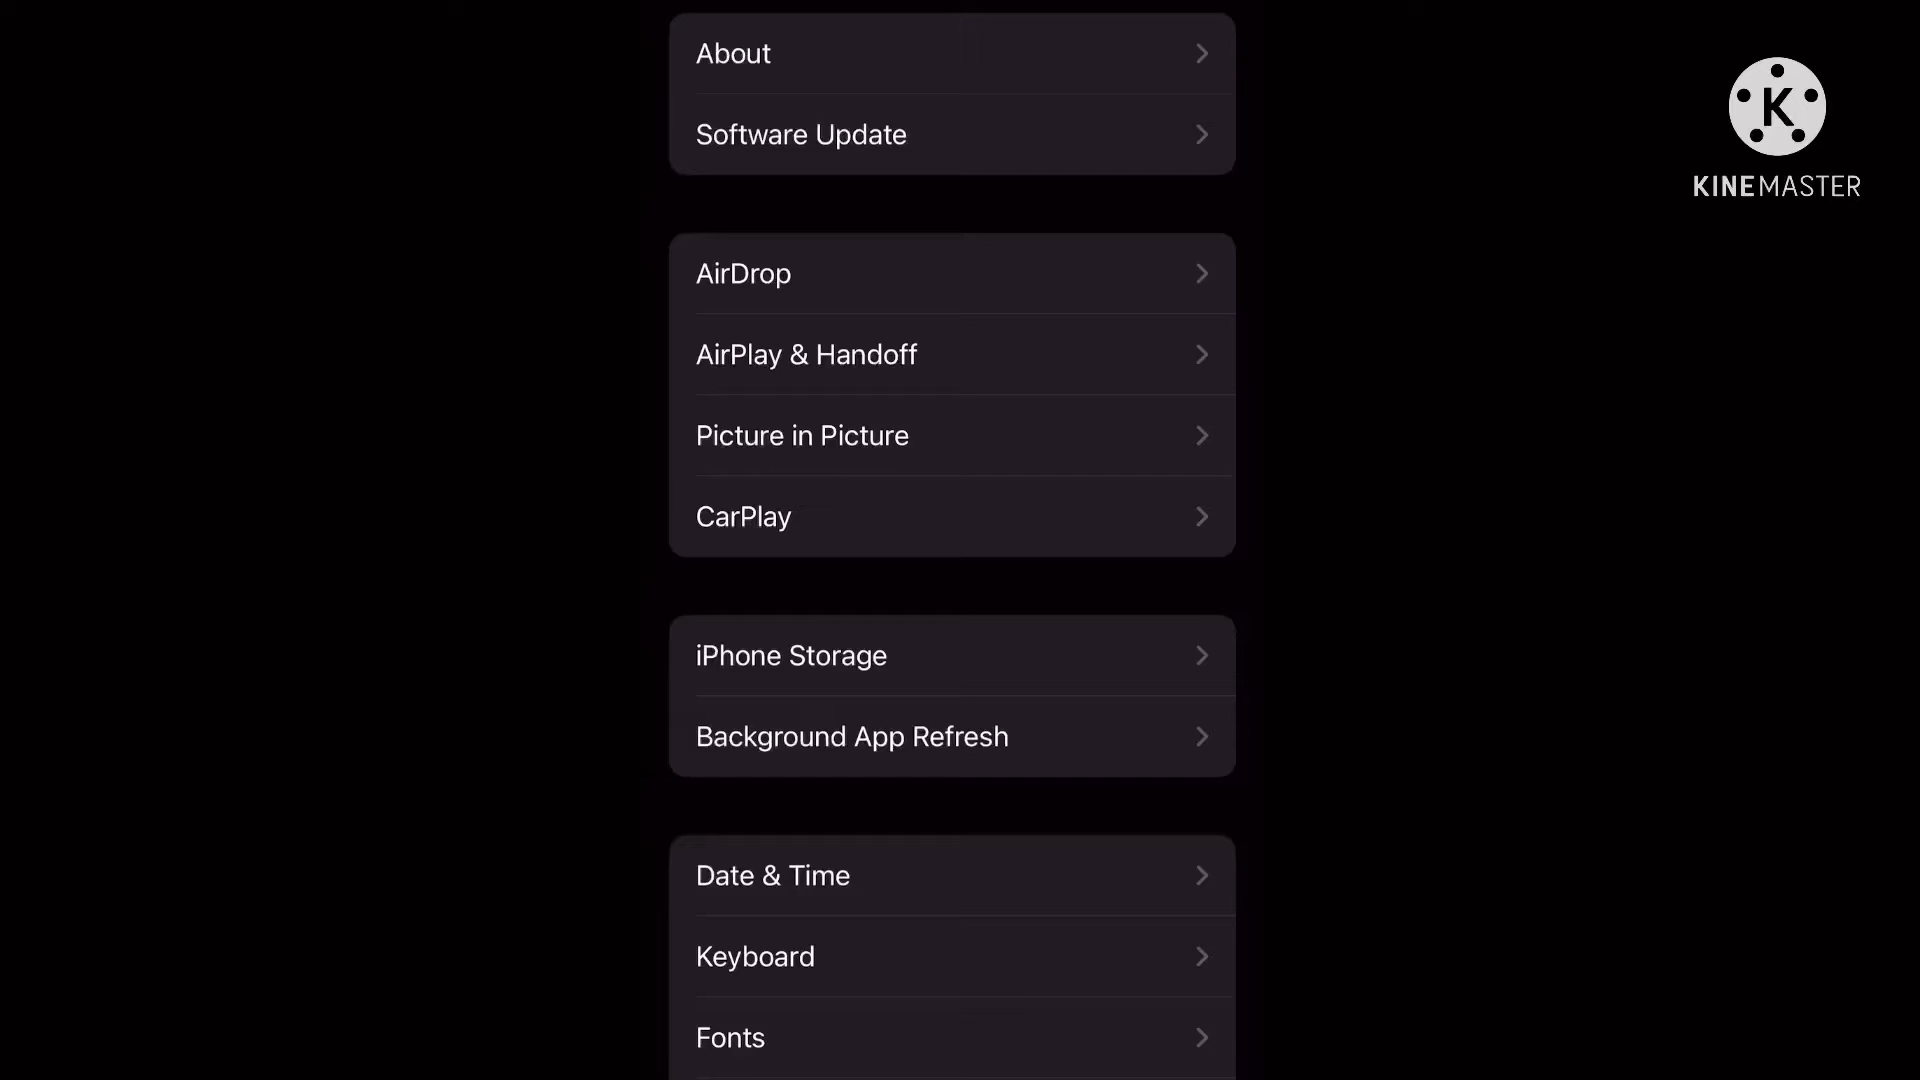 About
Software Update
AirDrop
AirPlay & Handoff
Picture in Picture
CarPlay
iPhone Storage
Background App Refresh
Date & Time
Keyboard
Fonts
K
KINEMASTER